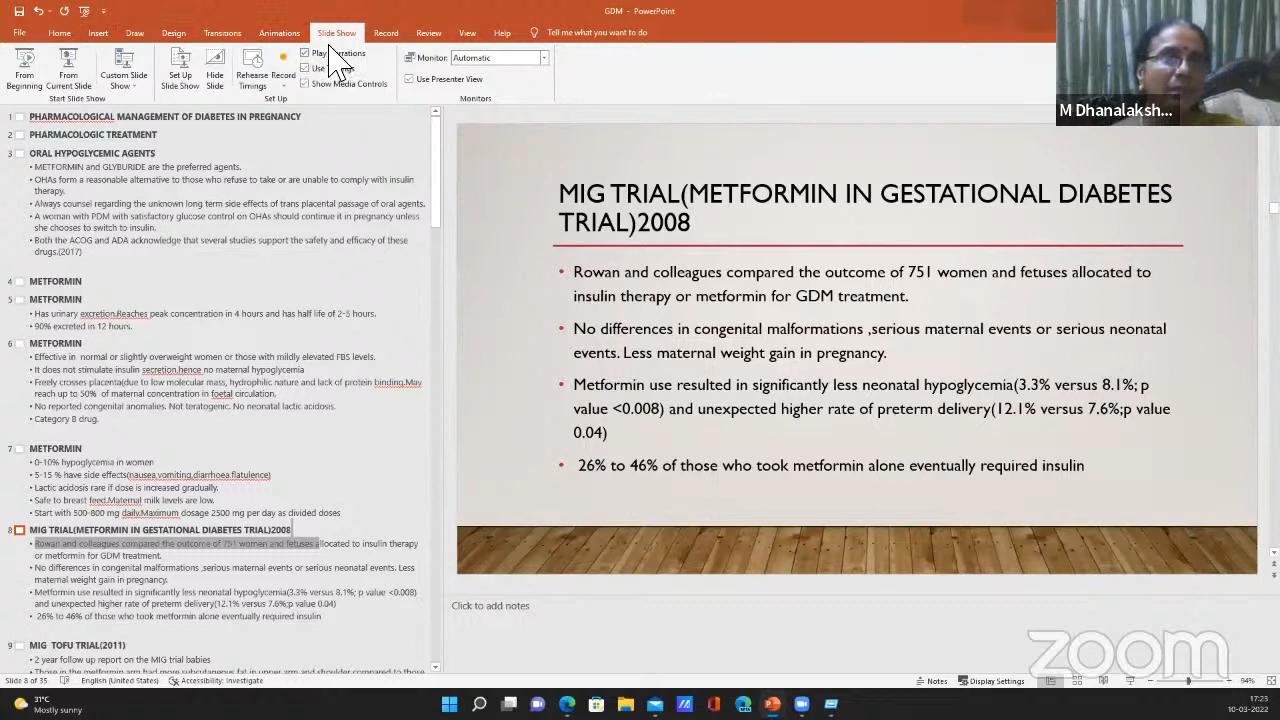 GDM - PowerPoint
File Home Insert Draw Design Transitions Animations Slide Show Record Review View Help Tell me what you want to do
From Beginning
From Current Slide
Custom Slide Show
Set Up Slide Show
Hide Slide
Rehearse Timings
Record
Show Media Controls
Monitor: Automatic
Use Presenter View
Start Slide Show
Set Up
Monitors
M Dhanalaksh...
1 PHARMACOLOGICAL MANAGEMENT OF DIABETES IN PREGNANCY
2 PHARMACOLOGIC TREATMENT
3 ORAL HYPOGLYCEMIC AGENTS
• METFORMIN and GLYBURIDE are the preferred agents.
• OHAs form a reasonable alternative to those who refuse to take or are unable to comply with insulin
therapy.
• Always counsel regarding the unknown long term side effects of trans placental passage of oral agents.
• A woman with PDM with satisfactory glucose control on OHAs should continue it in pregnancy unless
she chooses to switch to insulin.
• Both the ACOG and ADA acknowledge that several studies support the safety and efficacy of these
drugs.(2017)
4 METFORMIN
5 METFORMIN
• Has urinary excretion.Reaches peak concentration in 4 hours and has half life of 2-5 hours.
• 90% excreted in 12 hours.
6 METFORMIN
• Effective in normal or slightly overweight women or those with mildly elevated FBS levels.
• It does not stimulate insulin secretion.hence no maternal hypoglycemia
• Freely crosses placenta(due to low molecular mass, hydrophilic nature and lack of protein binding.May
reach up to 50% of maternal concentration in foetal circulation.
• No reported congenital anomalies. Not teratogenic. No neonatal lactic acidosis.
• Category B drug.
7 METFORMIN
• 0-10% hypoglycemia in women
• 5-15 % have side effects(nausea,vomiting,diarrhoea,flatulence)
• Lactic acidosis rare if dose is increased gradually.
• Safe to breast feed.Maternal milk levels are low.
• Start with 500-800 mg daily.Maximum dosage 2500 mg per day as divided doses
8 MIG TRIAL(METFORMIN IN GESTATIONAL DIABETES TRIAL)2008
• Rowan and colleagues compared the outcome of 751 women and fetuses allocated to insulin therapy
or metformin for GDM treatment.
• No differences in congenital malformations ,serious maternal events or serious neonatal events. Less
maternal weight gain in pregnancy.
• Metformin use resulted in significantly less neonatal hypoglycemia(3.3% versus 8.1%; p value <0.008)
and unexpected higher rate of preterm delivery(12.1% versus 7.6%;p value 0.04)
• 26% to 46% of those who took metformin alone eventually required insulin
9 MIG TOFU TRIAL(2011)
• 2 year follow up report on the MIG trial babies
• Those in the metformin arm had more subcutaneous fat in upper arm and shoulder compared to those
MIG TRIAL(METFORMIN IN GESTATIONAL DIABETES
TRIAL)2008
• Rowan and colleagues compared the outcome of 751 women and fetuses allocated to
insulin therapy or metformin for GDM treatment.
• No differences in congenital malformations ,serious maternal events or serious neonatal
events. Less maternal weight gain in pregnancy.
• Metformin use resulted in significantly less neonatal hypoglycemia(3.3% versus 8.1%; p
value <0.008) and unexpected higher rate of preterm delivery(12.1% versus 7.6%;p value
0.04)
• 26% to 46% of those who took metformin alone eventually required insulin
Click to add notes
zoom
Slide 8 of 35 English (United States) Accessibility: Investigate Notes Display Settings 94%
31°C
Mostly sunny
17:23
10-03-2022